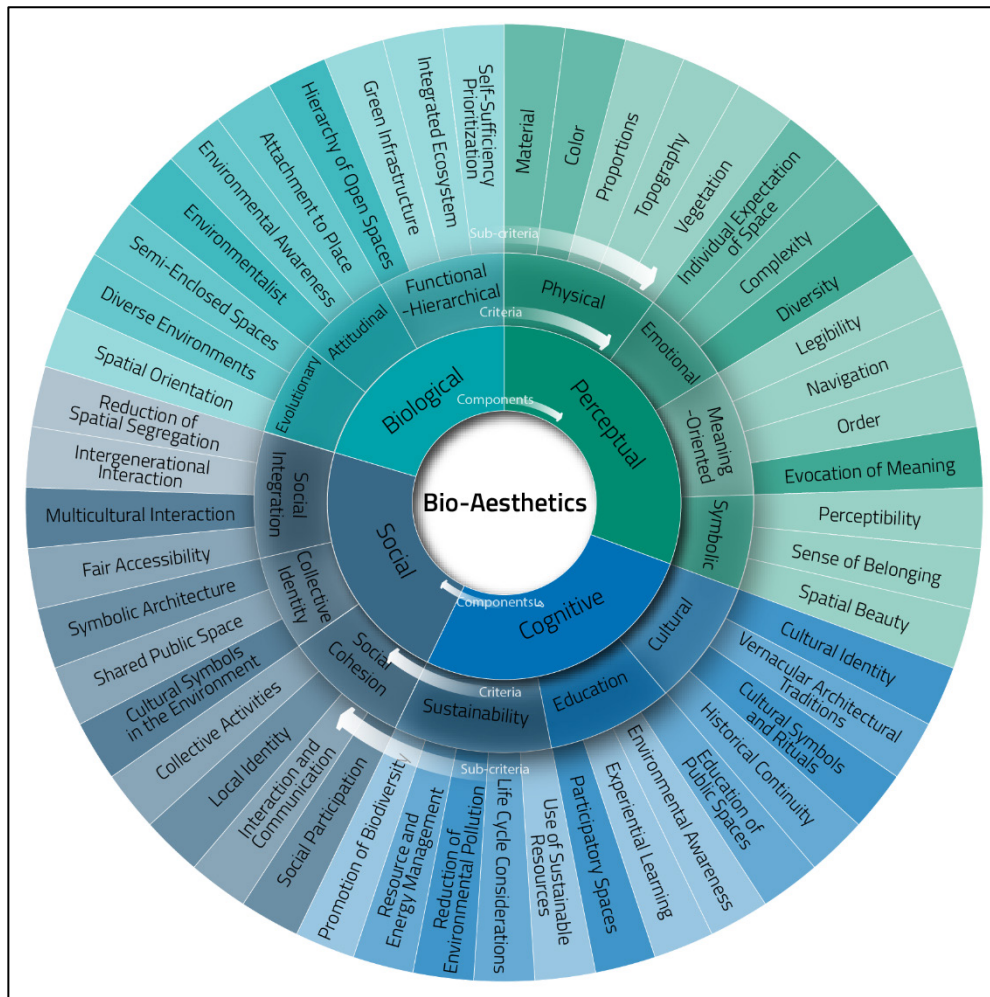 Bio-Aesthetics
Components
Perceptual
Cognitive
Components
Social
Biological
Criteria
Physical
Emotional
Meaning
-Oriented
Symbolic
Cultural
Education
Sustainability
Criteria
Social
Cohesion
Collective
Identity
Social
Integration
Evolutionary
Attitudinal
Functional
-Hierarchical
Sub-criteria
Material
Color
Proportions
Topography
Vegetation
Individual Expectation
of Space
Complexity
Diversity
Legibility
Navigation
Order
Evocation of Meaning
Perceptibility
Sense of Belonging
Spatial Beauty
Cultural Identity
Vernacular Architectural
Traditions
Cultural Symbols
and Rituals
Historical Continuity
Education of
Public Spaces
Environmental Awareness
Experiential Learning
Participatory Spaces
Use of Sustainable
Resources
Life Cycle Considerations
Reduction of
Environmental Pollution
Resource and
Energy Management
Promotion of Biodiversity
Sub-criteria
Social Participation
Interaction and
Communication
Local Identity
Collective Activities
Cultural Symbols
in the Environment
Shared Public Space
Symbolic Architecture
Fair Accessibility
Multicultural Interaction
Intergenerational
Interaction
Reduction of
Spatial Segregation
Spatial Orientation
Diverse Environments
Semi-Enclosed Spaces
Environmentalist
Environmental Awareness
Attachment to Place
Hierarchy of Open Spaces
Green Infrastructure
Integrated Ecosystem
Self-Sufficiency
Prioritization